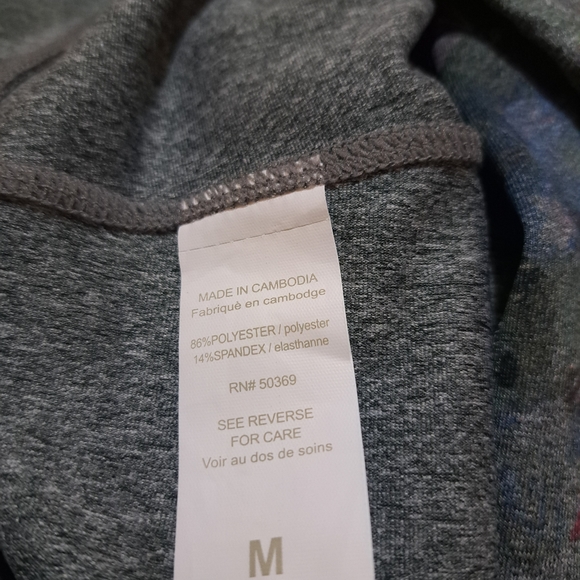 MADE IN CAMBODIA
Fabriqué en cambodge
86%POLYESTER / polyester
14%SPANDEX / elasthanne
RN# 50369
SEE REVERSE
FOR CARE
Voir au dos de soins
M